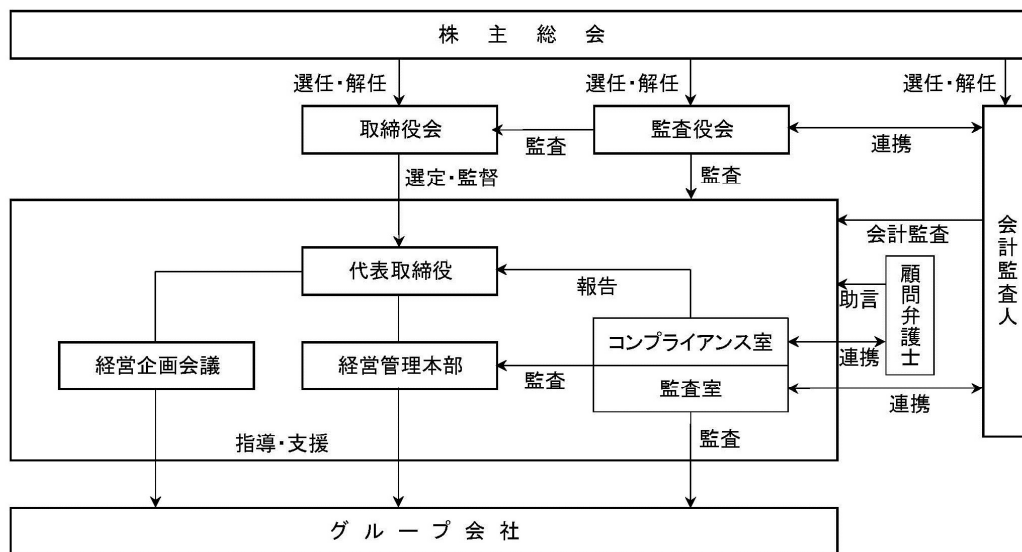 株主総会
選任・解任
選任・解任
選任・解任
取締役会
監査
監査役会
連携
選定・監督
監査
会計監査人
会計監査
代表取締役
報告
助言
顧問弁護士
経営企画会議
経営管理本部
監査
コンプライアンス室
連携
監査室
連携
指導・支援
監査
グループ会社